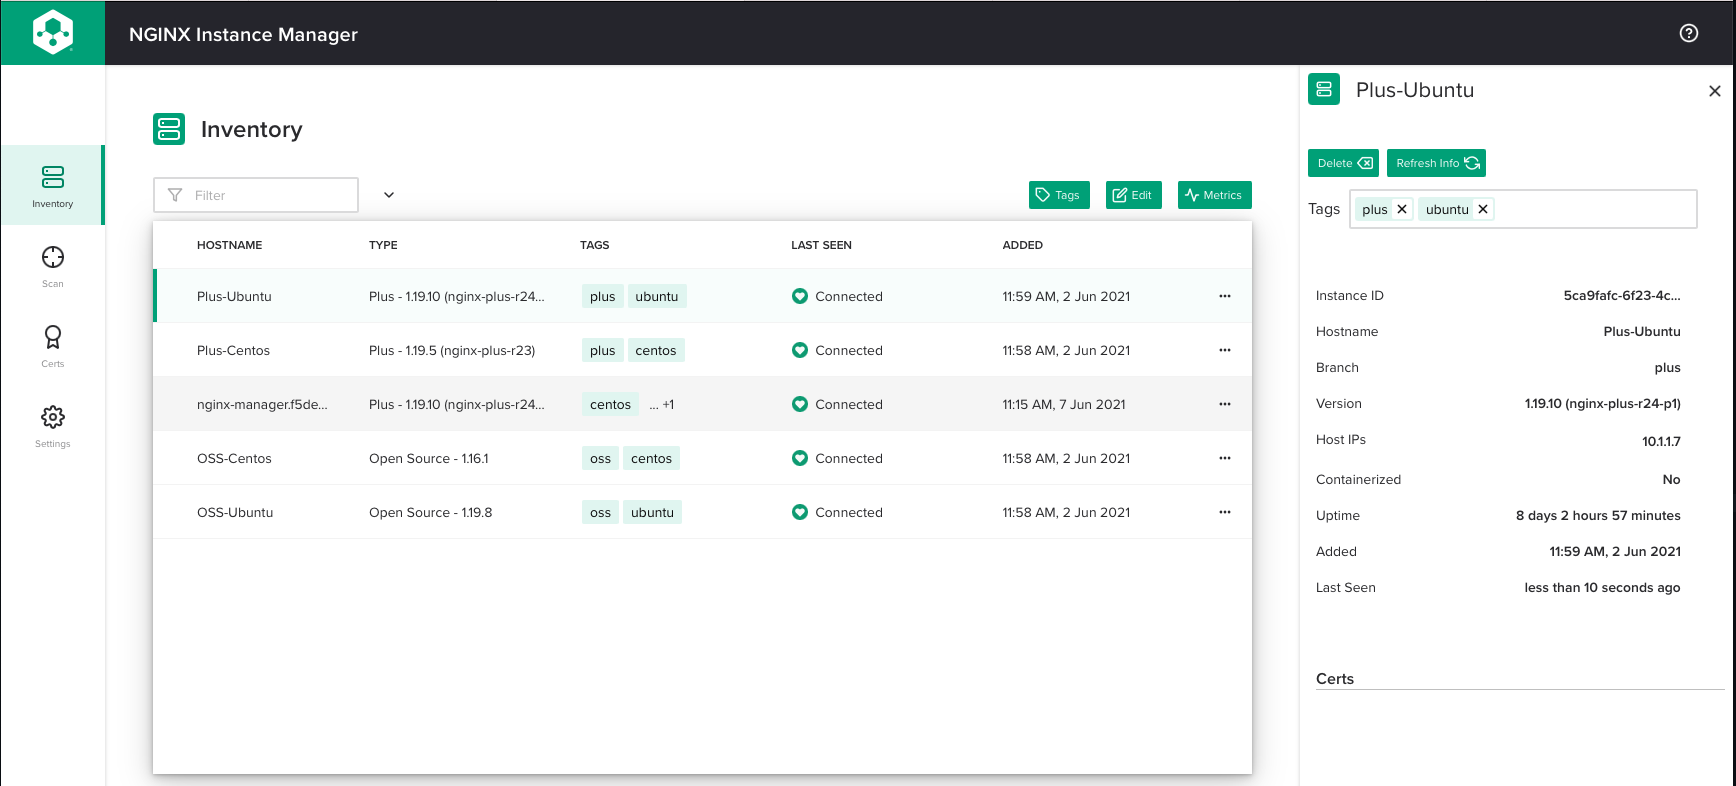 NGINX Instance Manager
Inventory
Scan
Certs
Settings
Inventory
Filter
Tags Edit Metrics
HOSTNAME TYPE TAGS LAST SEEN ADDED
Plus-Ubuntu Plus - 1.19.10 (nginx-plus-r24... plus ubuntu Connected 11:59 AM, 2 Jun 2021 ...
Plus-Centos Plus - 1.19.5 (nginx-plus-r23) plus centos Connected 11:58 AM, 2 Jun 2021 ...
nginx-manager.f5de... Plus - 1.19.10 (nginx-plus-r24... centos ... +1 Connected 11:15 AM, 7 Jun 2021 ...
OSS-Centos Open Source - 1.16.1 oss centos Connected 11:58 AM, 2 Jun 2021 ...
OSS-Ubuntu Open Source - 1.19.8 oss ubuntu Connected 11:58 AM, 2 Jun 2021 ...
Plus-Ubuntu
Delete Refresh Info
Tags plus ubuntu
Instance ID 5ca9fafc-6f23-4c...
Hostname Plus-Ubuntu
Branch plus
Version 1.19.10 (nginx-plus-r24-p1)
Host IPs 10.1.1.7
Containerized No
Uptime 8 days 2 hours 57 minutes
Added 11:59 AM, 2 Jun 2021
Last Seen less than 10 seconds ago
Certs